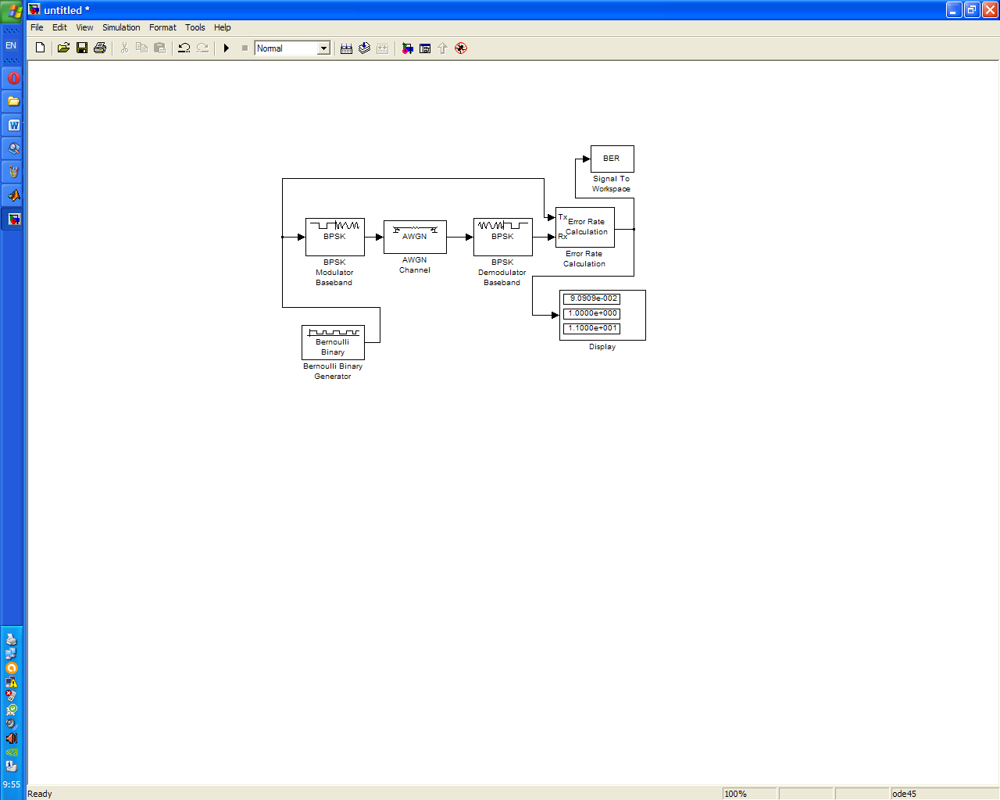 untitled *
File Edit View Simulation Format Tools Help
EN
Normal
BER
Signal To
Workspace
Tx
Rx
Error Rate
Calculation
Error Rate
Calculation
BPSK
BPSK
Modulator
Baseband
AWGN
AWGN
Channel
BPSK
BPSK
Demodulator
Baseband
9.0909e-002
1.0000e+000
1.1000e+001
Display
Bernoulli
Binary
Bernoulli Binary
Generator
9:55
Ready
100%
ode45